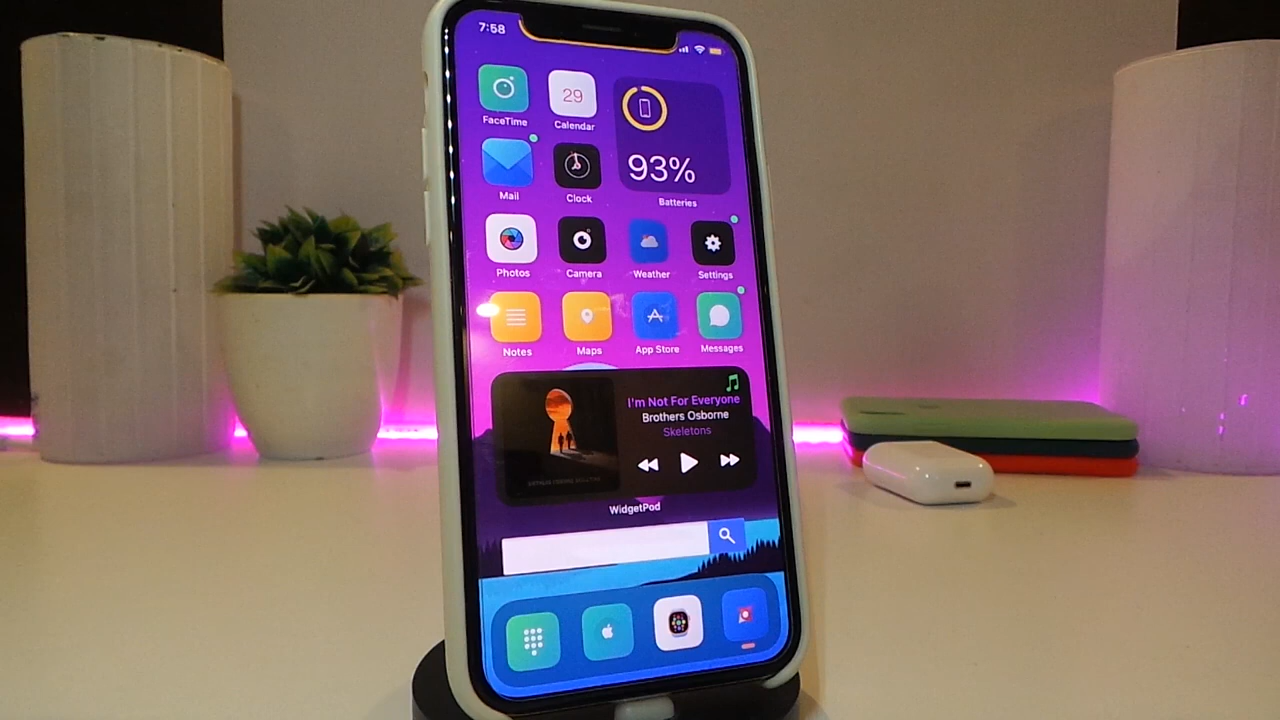 7:58
FaceTime
Calendar
29
93%
Batteries
Mail
Clock
Photos
Camera
Weather
Settings
Notes
Maps
App Store
Messages
I'm Not For Everyone
Brothers Osborne
Skeletons
WidgetPod